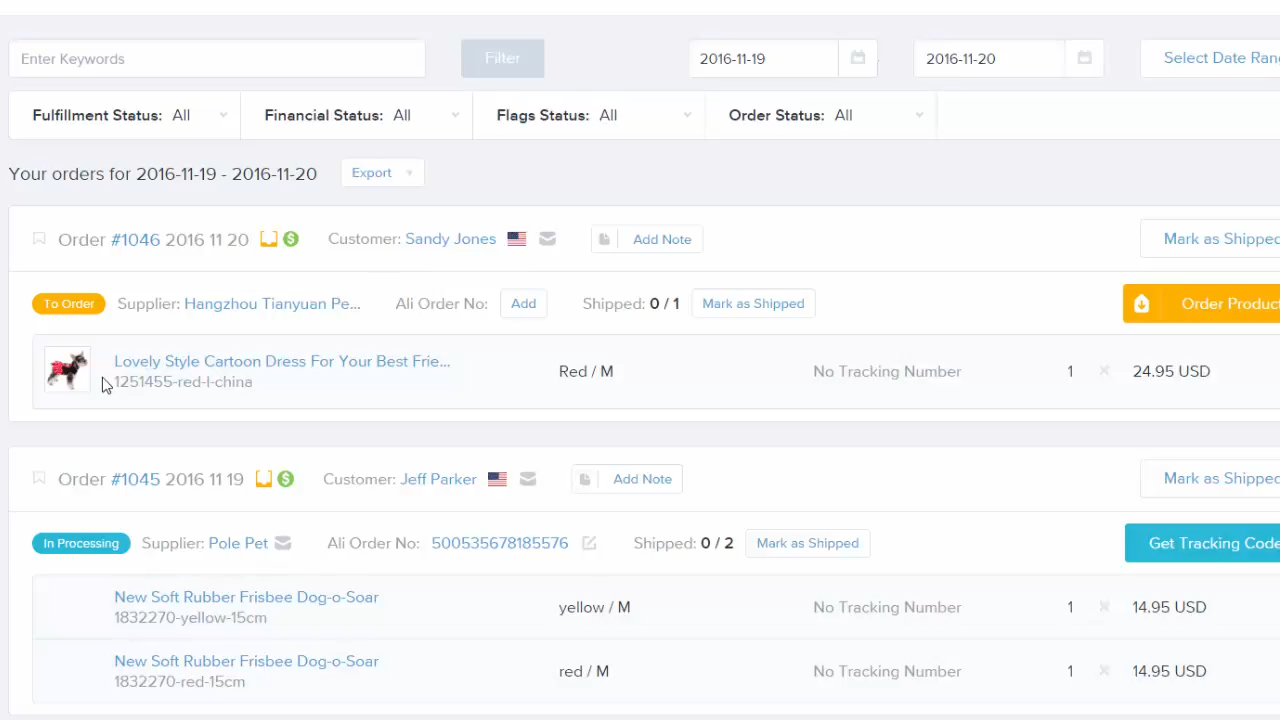 Enter Keywords Filter 2016-11-19 2016-11-20 Select Date Ran
Fulfillment Status: All Financial Status: All Flags Status: All Order Status: All
Your orders for 2016-11-19 - 2016-11-20 Export
Order #1046 2016 11 20 $ Customer: Sandy Jones Add Note Mark as Shipped
To Order Supplier: Hangzhou Tianyuan Pe... Ali Order No: Add Shipped: 0 / 1 Mark as Shipped Order Product
Lovely Style Cartoon Dress For Your Best Frie... Red / M No Tracking Number 1 24.95 USD
1251455-red-l-china
Order #1045 2016 11 19 $ Customer: Jeff Parker Add Note Mark as Shipped
In Processing Supplier: Pole Pet Ali Order No: 500535678185576 Shipped: 0 / 2 Mark as Shipped Get Tracking Code
New Soft Rubber Frisbee Dog-o-Soar yellow / M No Tracking Number 1 14.95 USD
1832270-yellow-15cm
New Soft Rubber Frisbee Dog-o-Soar red / M No Tracking Number 1 14.95 USD
1832270-red-15cm